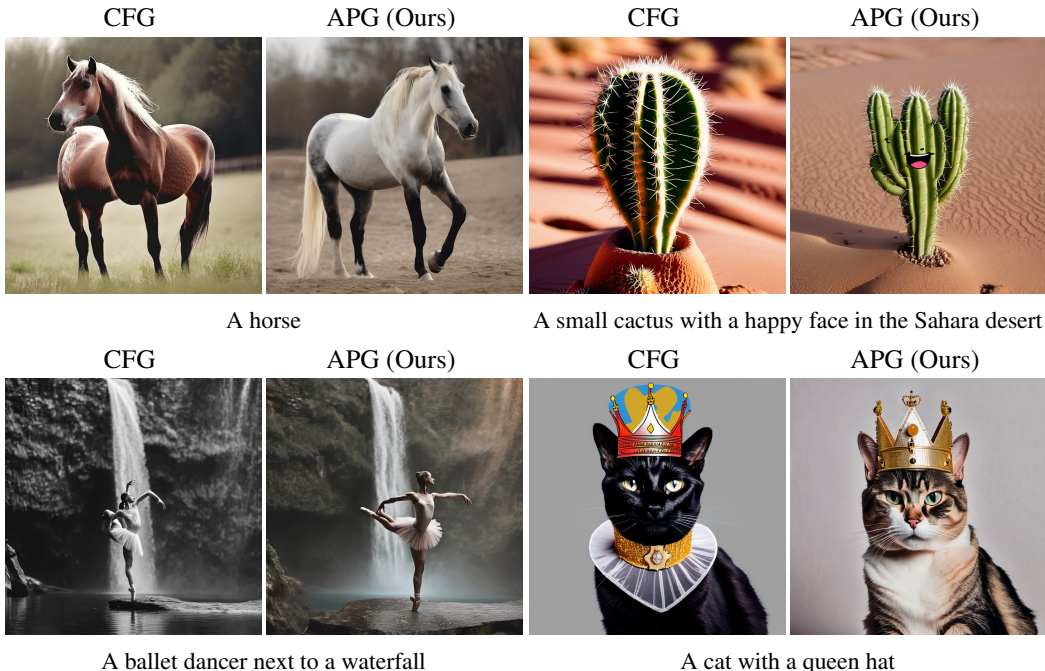 CFG APG (Ours) CFG APG (Ours)
A horse A small cactus with a happy face in the Sahara desert
CFG APG (Ours) CFG APG (Ours)
A ballet dancer next to a waterfall A cat with a queen hat